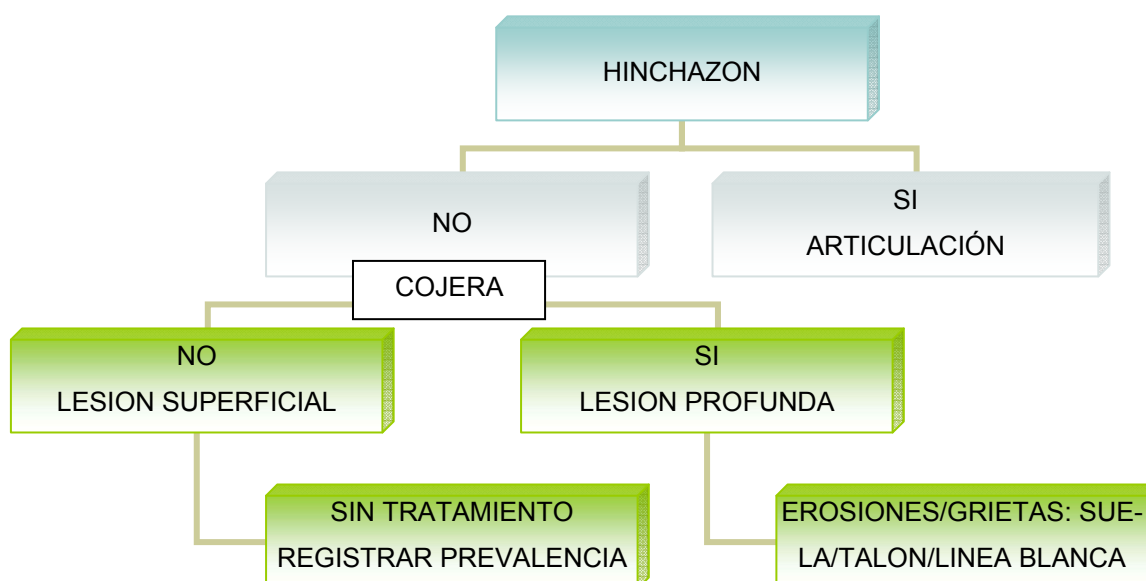 HINCHAZON
NO
SI
ARTICULACIÓN
COJERA
NO
LESION SUPERFICIAL
SI
LESION PROFUNDA
SIN TRATAMIENTO
REGISTRAR PREVALENCIA
EROSIONES/GRIETAS: SUE-
LA/TALON/LINEA BLANCA